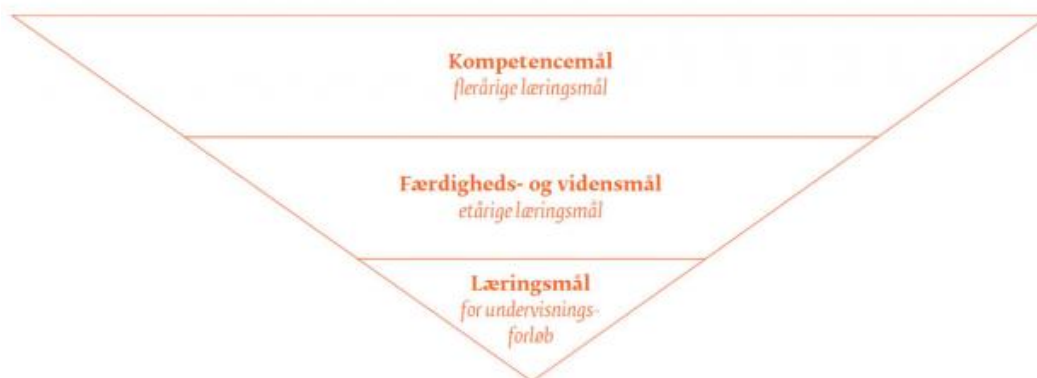 Kompetencemål
flerårige læringsmål
Færdigheds- og vidensmål
etårige læringsmål
Læringsmål
for undervisnings-
forløb